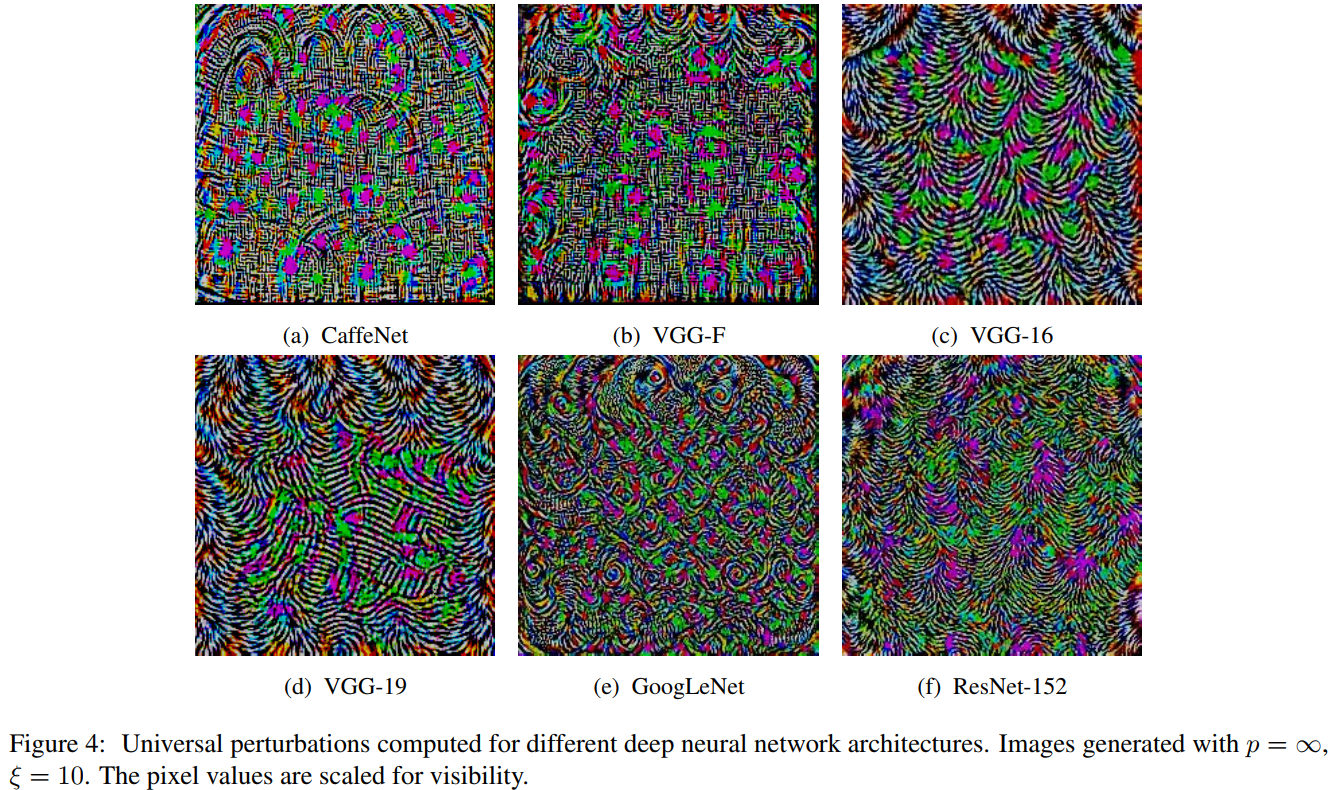 (a) CaffeNet
(b) VGG-F
(c) VGG-16
(d) VGG-19
(e) GoogLeNet
(f) ResNet-152
Figure 4: Universal perturbations computed for different deep neural network architectures. Images generated with p = ∞,
ξ = 10. The pixel values are scaled for visibility.